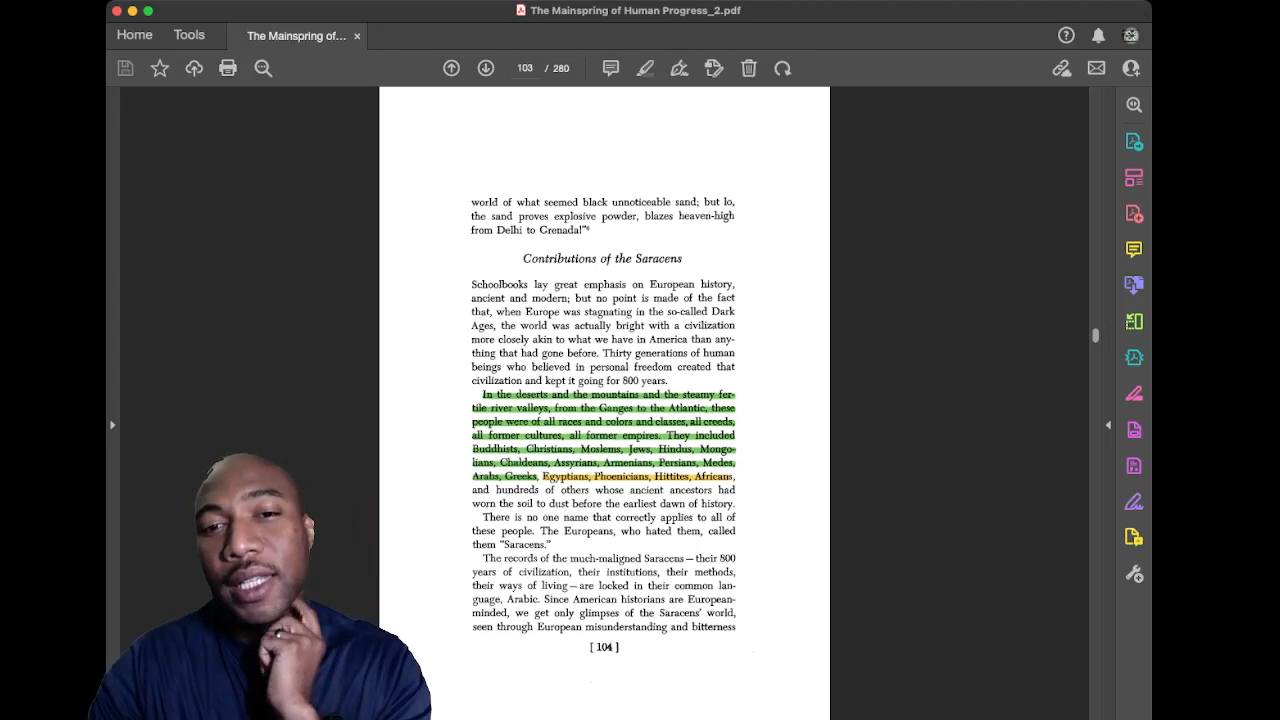 The Mainspring of Human Progress_2.pdf
Home
Tools
The Mainspring of...
103 / 280
world of what seemed black unnoticeable sand; but lo,
the sand proves explosive powder, blazes heaven-high
from Delhi to Grenada!"⁶
Contributions of the Saracens
Schoolbooks lay great emphasis on European history,
ancient and modern; but no point is made of the fact
that, when Europe was stagnating in the so-called Dark
Ages, the world was actually bright with a civilization
more closely akin to what we have in America than any-
thing that had gone before. Thirty generations of human
beings who believed in personal freedom created that
civilization and kept it going for 800 years.
In the deserts and the mountains and the steamy fer-
tile river valleys, from the Ganges to the Atlantic, these
people were of all races and colors and classes, all creeds,
all former cultures, all former empires. They included
Buddhists, Christians, Moslems, Jews, Hindus, Mongo-
lians, Chaldeans, Assyrians, Armenians, Persians, Medes,
Arabs, Greeks, Egyptians, Phoenicians, Hittites, Africans,
and hundreds of others whose ancient ancestors had
worn the soil to dust before the earliest dawn of history.
There is no one name that correctly applies to all of
these people. The Europeans, who hated them, called
them "Saracens."
The records of the much-maligned Saracens—their 800
years of civilization, their institutions, their methods,
their ways of living—are locked in their common lan-
guage, Arabic. Since American historians are European-
minded, we get only glimpses of the Saracens' world,
seen through European misunderstanding and bitterness
[ 104 ]